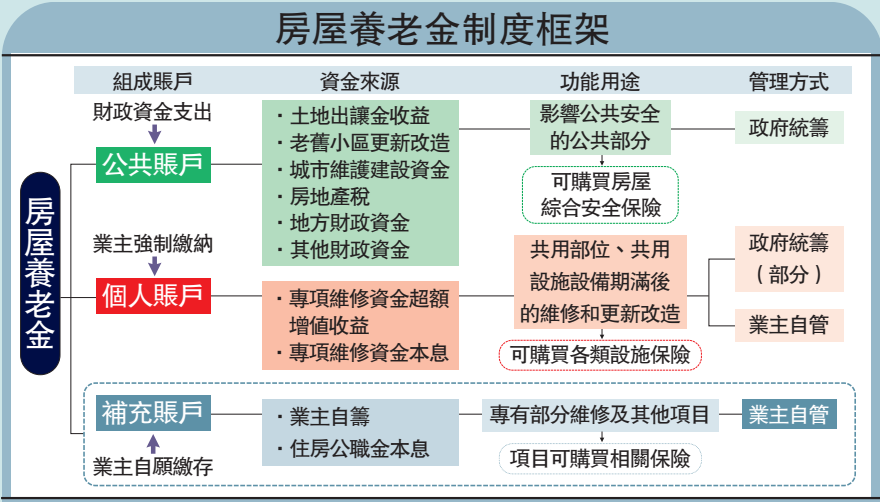 房屋養老金制度框架
組成賬戶
資金來源
功能用途
管理方式
房屋養老金
財政資金支出
公共賬戶
・土地出讓金收益
・老舊小區更新改造
・城市維護建設資金
・房地產稅
・地方財政資金
・其他財政資金
影響公共安全
的公共部分
可購買房屋
綜合安全保險
政府統籌
業主強制繳納
個人賬戶
・專項維修資金超額
增值收益
・專項維修資金本息
共用部位、共用
設施設備期滿後
的維修和更新改造
可購買各類設施保險
政府統籌
（部分）
業主自管
補充賬戶
業主自願繳存
・業主自籌
・住房公職金本息
專有部分維修及其他項目
項目可購買相關保險
業主自管